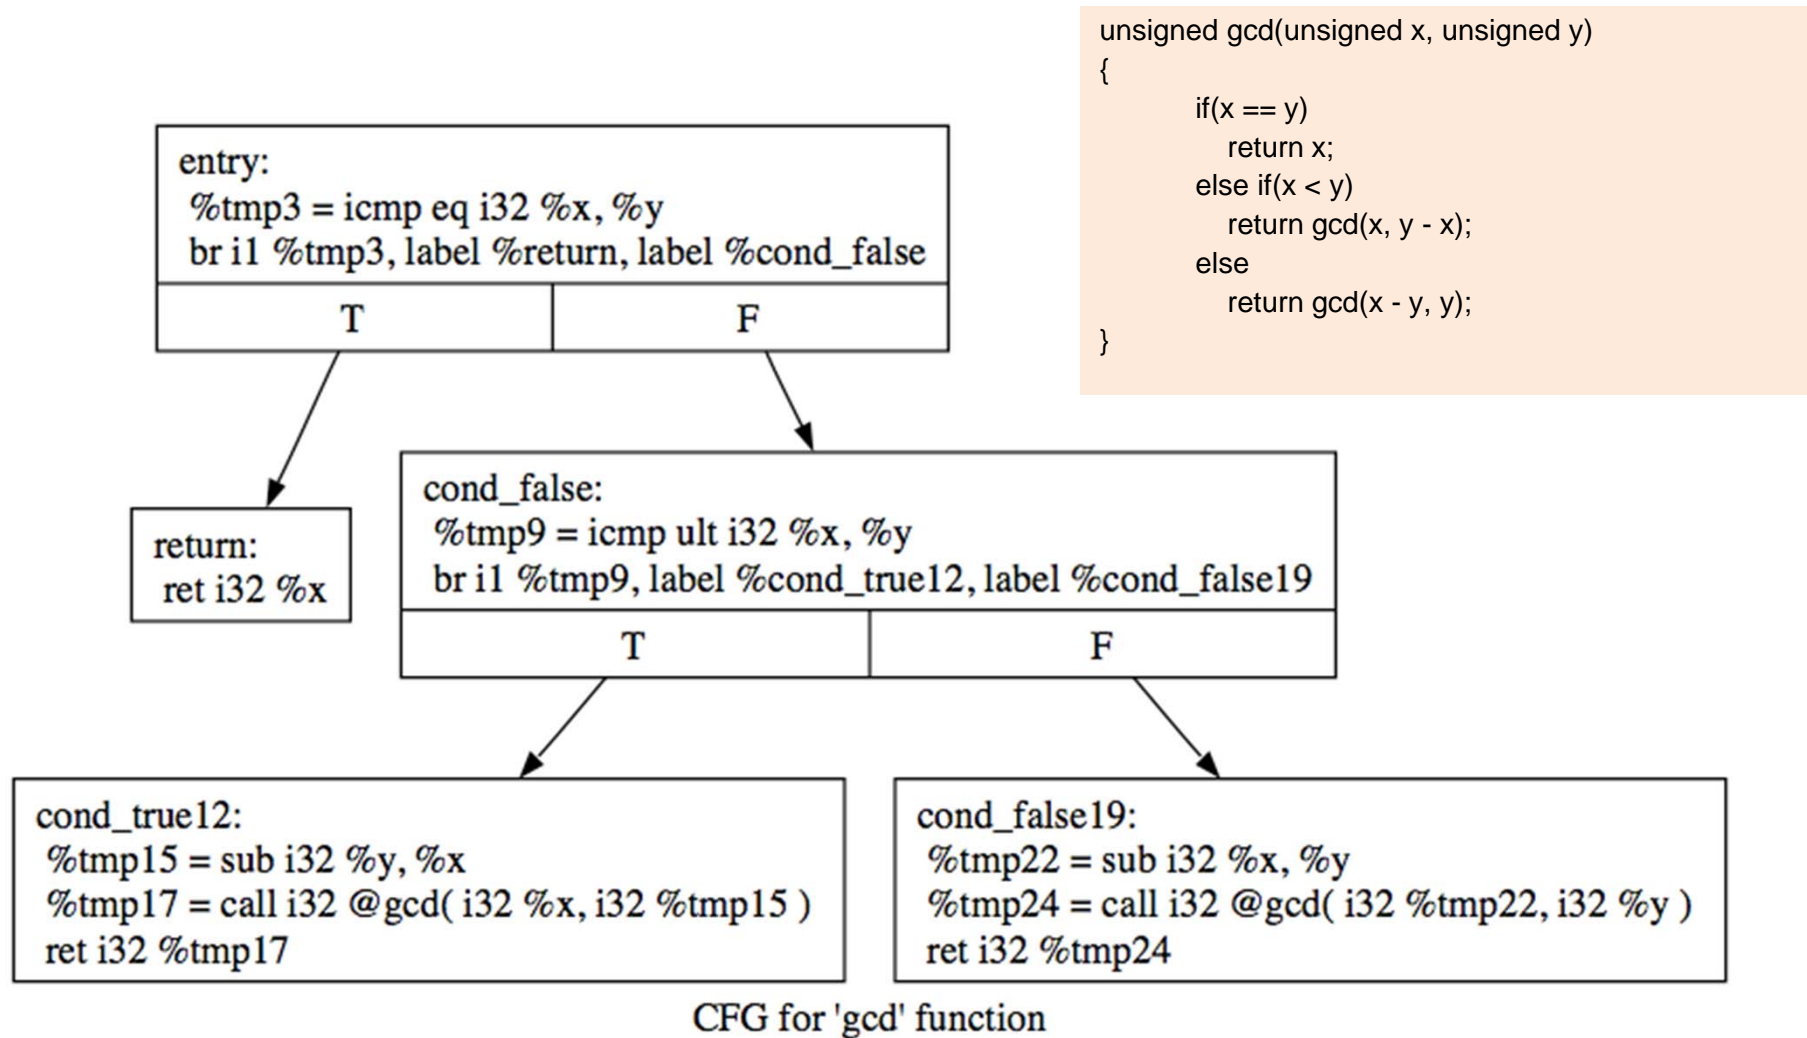 unsigned gcd(unsigned x, unsigned y)
{
if(x == y)
return x;
else if(x < y)
return gcd(x, y - x);
else
return gcd(x - y, y);
}
entry:
%tmp3 = icmp eq i32 %x, %y
br i1 %tmp3, label %return, label %cond_false
T F
cond_false:
%tmp9 = icmp ult i32 %x, %y
br i1 %tmp9, label %cond_true12, label %cond_false19
T F
return:
ret i32 %x
cond_true12:
%tmp15 = sub i32 %y, %x
%tmp17 = call i32 @gcd( i32 %x, i32 %tmp15 )
ret i32 %tmp17
cond_false19:
%tmp22 = sub i32 %x, %y
%tmp24 = call i32 @gcd( i32 %tmp22, i32 %y )
ret i32 %tmp24
CFG for 'gcd' function